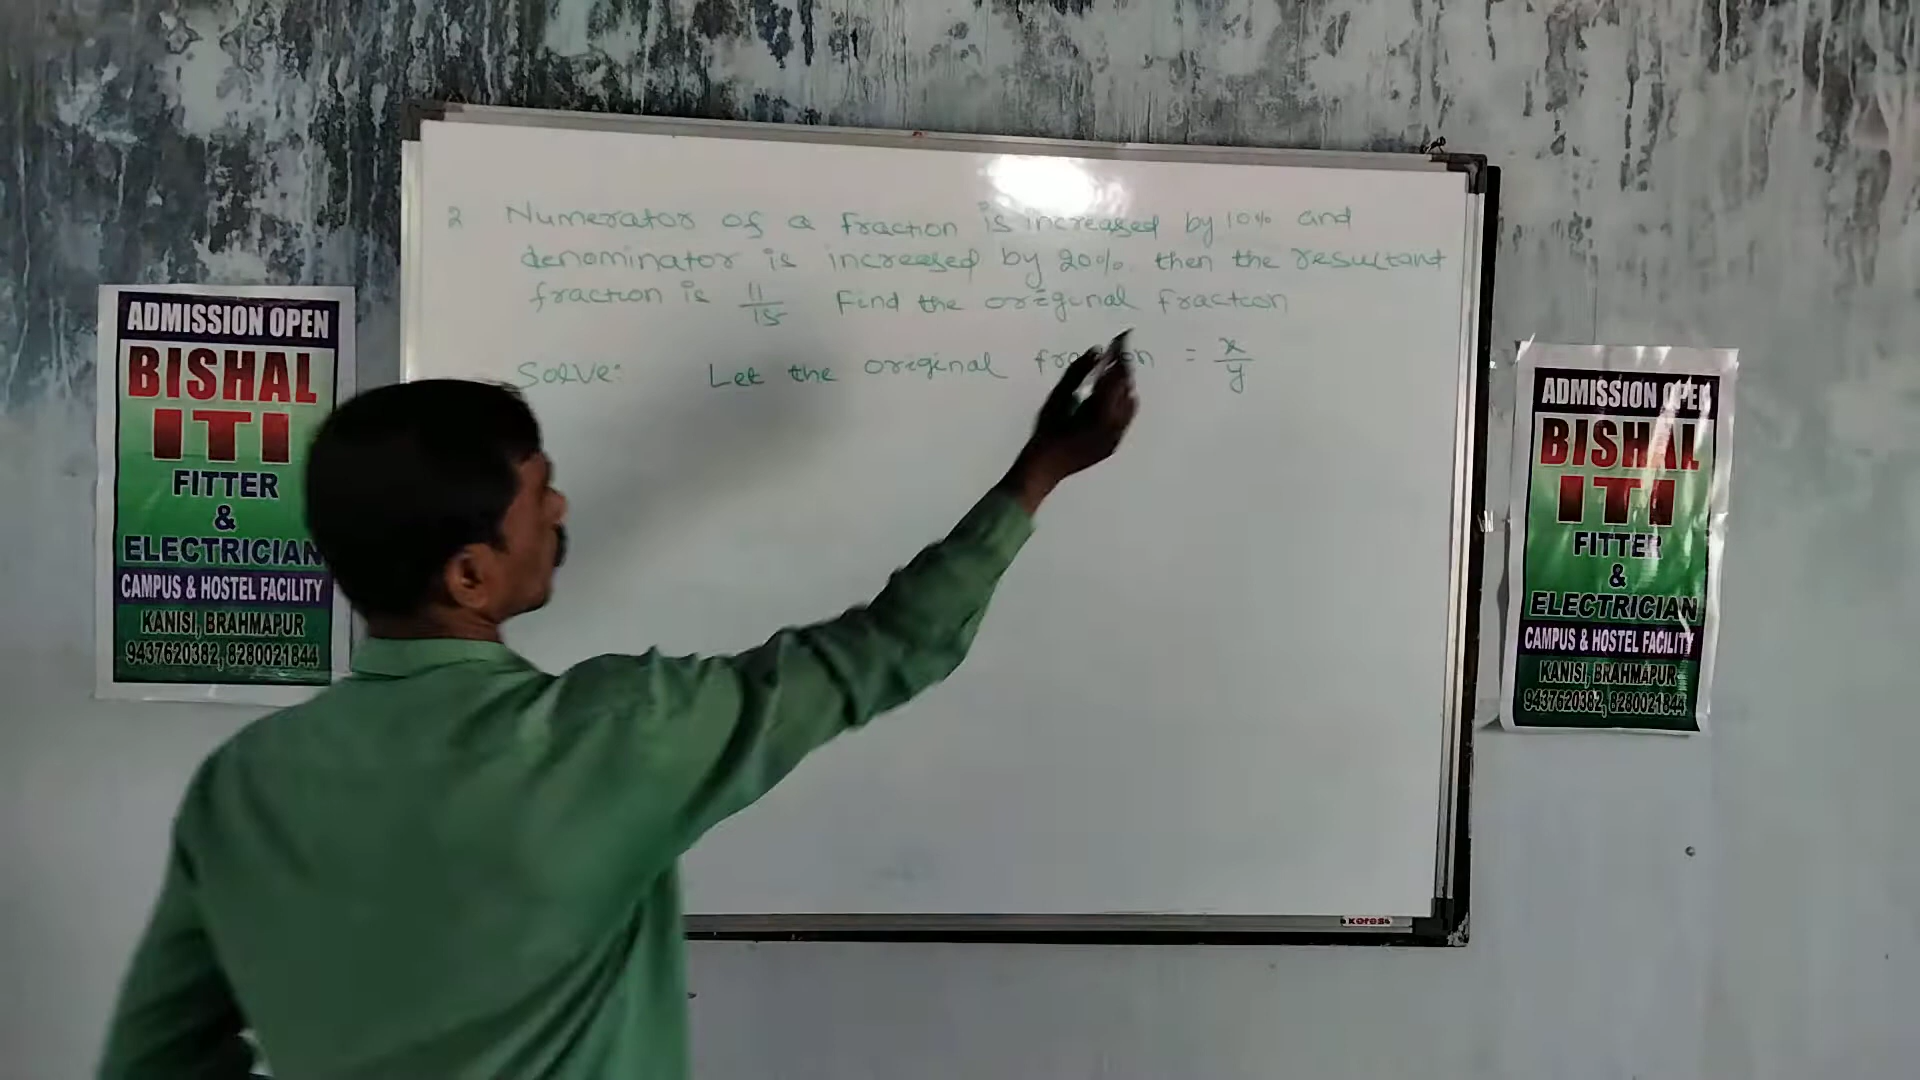 2 Numerator of a fraction is increased by 10% and
denominator is increased by 20% then the resultant
fraction is 11/15 Find the original fraction
Solve: Let the original fraction = x/y
ADMISSION OPEN
BISHAL
ITI
FITTER
&
ELECTRICIAN
CAMPUS & HOSTEL FACILITY
KANISI, BRAHMAPUR
9437620382, 8280021844
ADMISSION OPEN
BISHAL
ITI
FITTER
&
ELECTRICIAN
CAMPUS & HOSTEL FACILITY
KANISI, BRAHMAPUR
9437620382, 8280021844
Kores